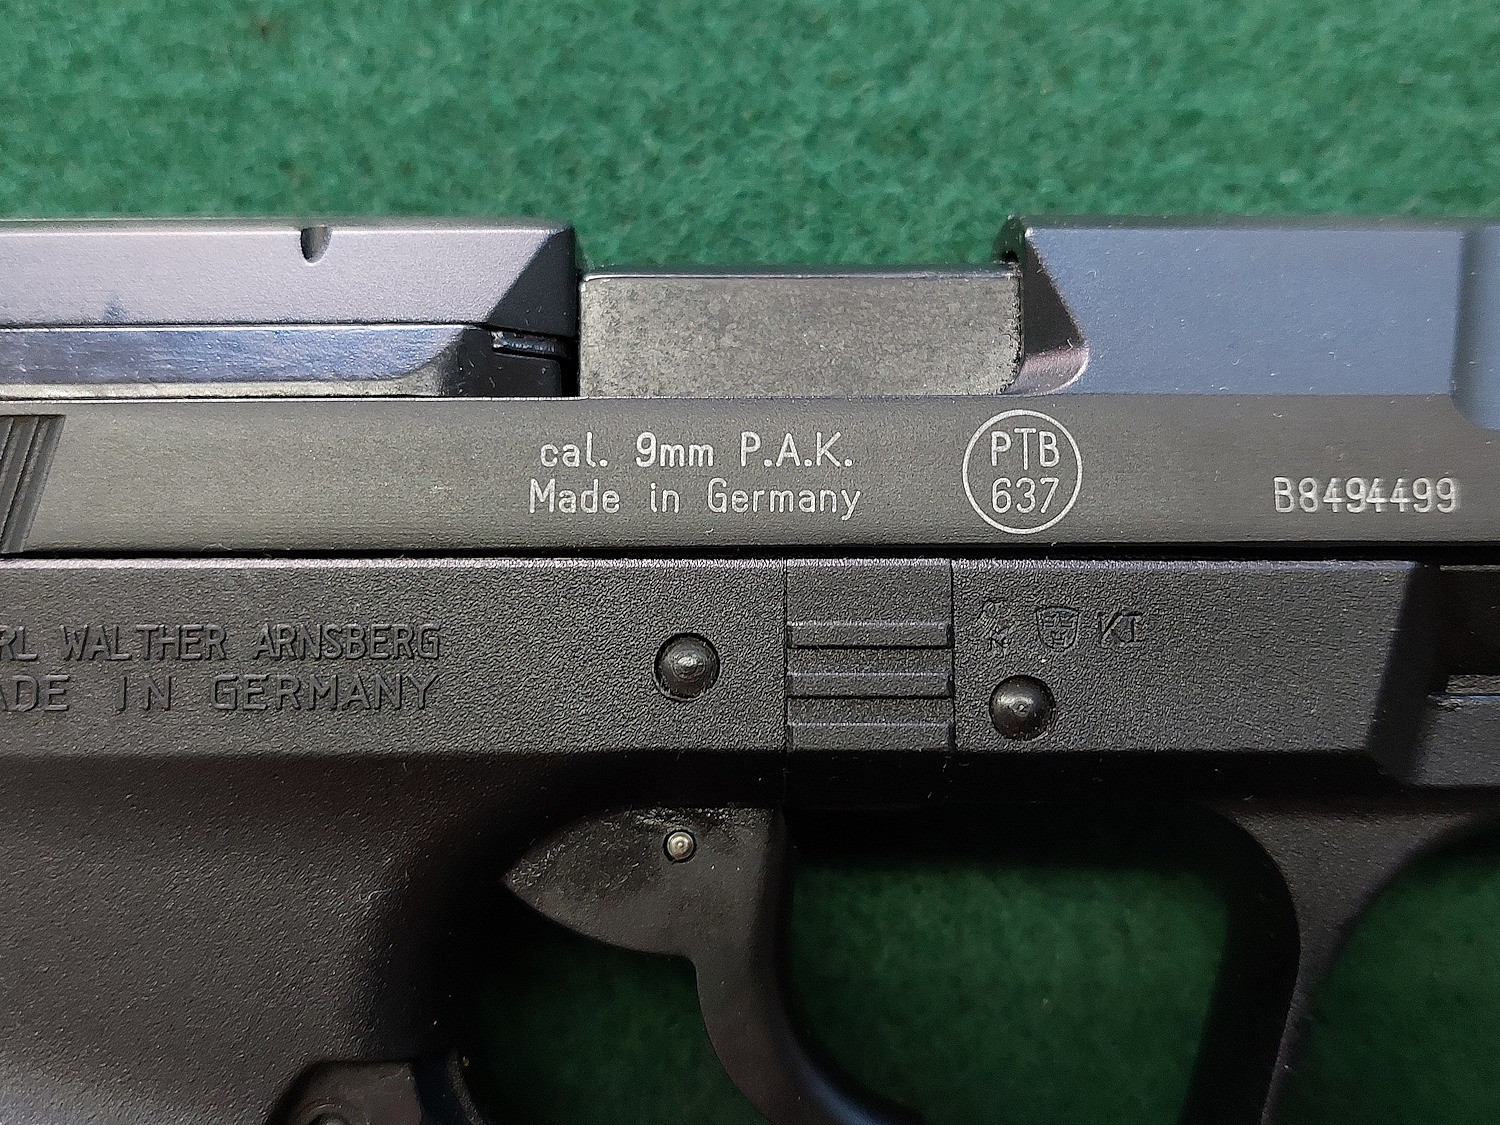 cal. 9mm P.A.K.
Made in Germany
PTB
637
B8494499
RL WALTHER ARNSBERG
ADE IN GERMANY
KI